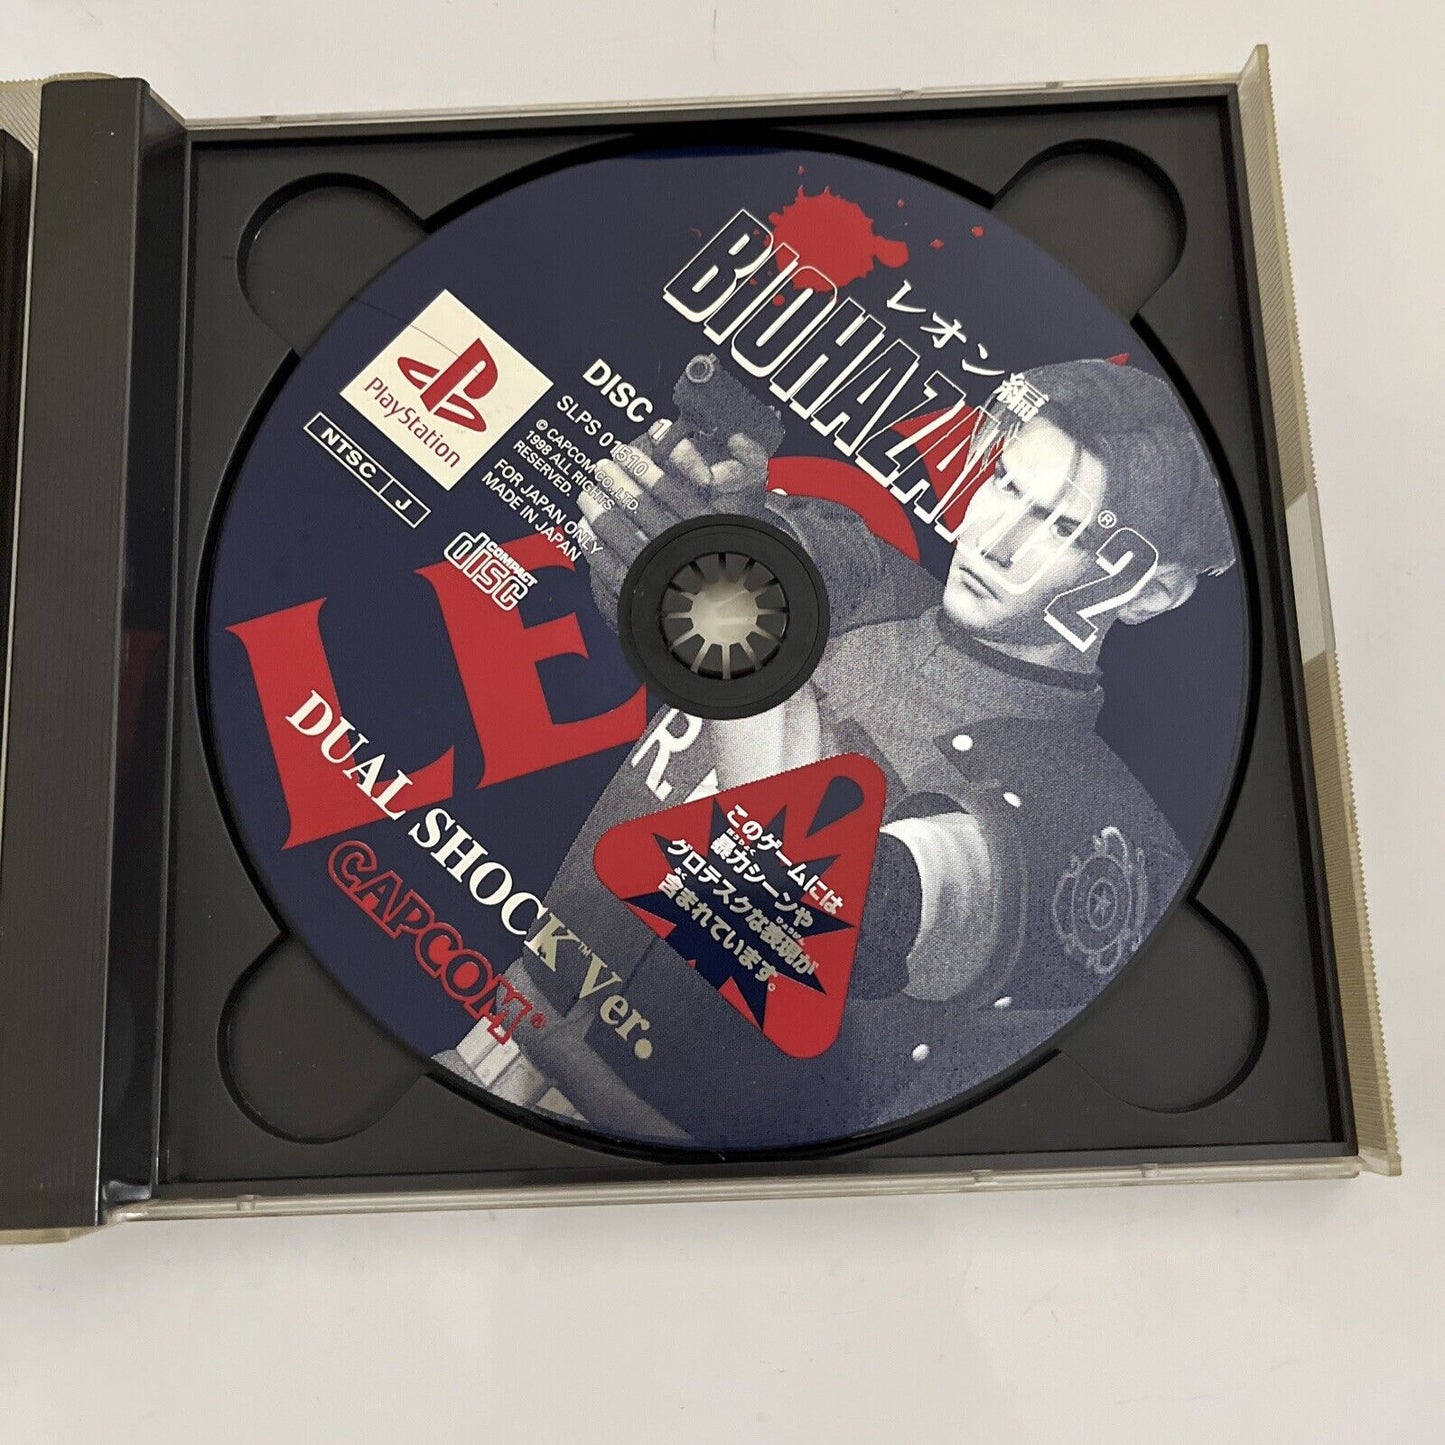 レオン編
BIOHAZARD®2
PlayStation
NTSC J
DISC 1
SLPS 01510
© CAPCOM CO., LTD.
1998 ALL RIGHTS
RESERVED.
FOR JAPAN ONLY
MADE IN JAPAN
COMPACT
disc
LE
R.
DUAL SHOCK™ Ver.
CAPCOM®
このゲームには
暴力シーンや
グロテスクな表現が
含まれています。